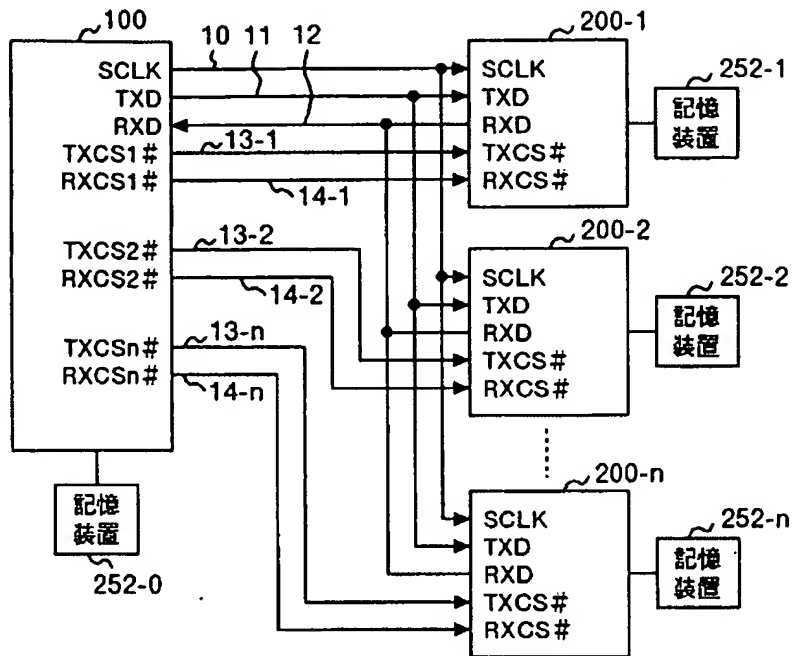 100
10
11
12
SCLK
TXD
RXD
TXCS1#
RXCS1#
TXCS2#
RXCS2#
TXCSn#
RXCSn#
13-1
14-1
13-2
14-2
13-n
14-n
記憶
装置
252-0
200-1
SCLK
TXD
RXD
TXCS#
RXCS#
252-1
記憶
装置
200-2
SCLK
TXD
RXD
TXCS#
RXCS#
252-2
記憶
装置
200-n
SCLK
TXD
RXD
TXCS#
RXCS#
252-n
記憶
装置